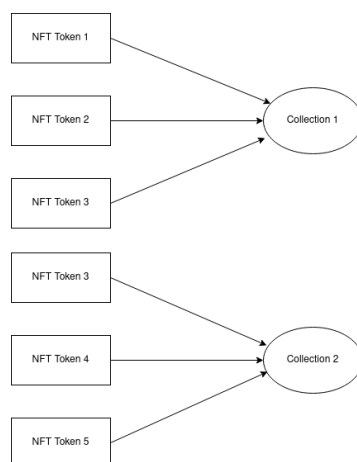 NFT Token 1
NFT Token 2
Collection 1
NFT Token 3
NFT Token 3
NFT Token 4
Collection 2
NFT Token 5